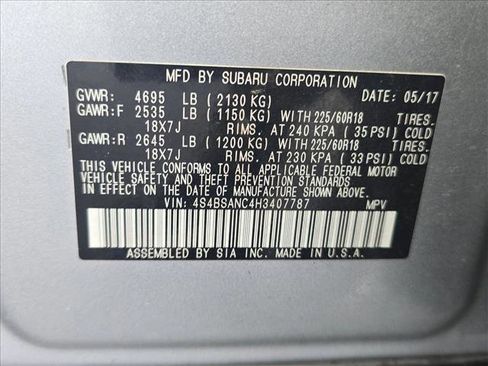 MFD BY SUBARU CORPORATION
GVWR: 4695 LB ( 2130 KG) DATE: 05/17
GAWR:F 2535 LB ( 1150 KG) WITH 225/60R18 TIRES.
18X7J RIMS, AT 240 KPA ( 35 PSI) COLD
GAWR:R 2645 LB ( 1200 KG) WITH 225/60R18 TIRES.
18X7J RIMS, AT 230 KPA ( 33 PSI) COLD
THIS VEHICLE CONFORMS TO ALL APPLICABLE FEDERAL MOTOR
VEHICLE SAFETY AND THEFT PREVENTION STANDARDS
IN EFFECT ON THE DATE OF MANUFACTURE SHOWN ABOVE.
VIN: 4S4BSANC4H3407787 MPV
ASSEMBLED BY SIA INC. MADE IN U.S.A.